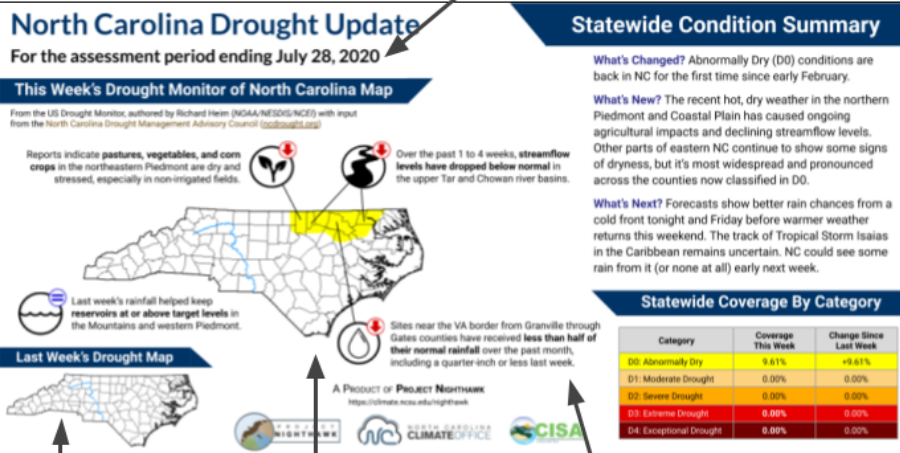 North Carolina Drought Update
For the assessment period ending July 28, 2020
This Week's Drought Monitor of North Carolina Map
From the US Drought Monitor, authored by Richard Heim (NOAA/NESDIS/NCEI) with input
from the North Carolina Drought Management Advisory Council (ncdrought.org)
Reports indicate pastures, vegetables, and corn
crops in the northeastern Piedmont are dry and
stressed, especially in non-irrigated fields.
Over the past 1 to 4 weeks, streamflow
levels have dropped below normal in
the upper Tar and Chowan river basins.
Last week's rainfall helped keep
reservoirs at or above target levels in
the Mountains and western Piedmont.
Sites near the VA border from Granville through
Gates counties have received less than half of
their normal rainfall over the past month,
including a quarter-inch or less last week.
Last Week's Drought Map
A Product of Project Nighthawk
https://climate.ncsu.edu/nighthawk
PROJECT
NIGHTHAWK
NC
NORTH CAROLINA
CLIMATE OFFICE
CISA
Statewide Condition Summary
What's Changed? Abnormally Dry (D0) conditions are
back in NC for the first time since early February.
What's New? The recent hot, dry weather in the northern
Piedmont and Coastal Plain has caused ongoing
agricultural impacts and declining streamflow levels.
Other parts of eastern NC continue to show some signs
of dryness, but it's most widespread and pronounced
across the counties now classified in D0.
What's Next? Forecasts show better rain chances from a
cold front tonight and Friday before warmer weather
returns this weekend. The track of Tropical Storm Isaias
in the Caribbean remains uncertain. NC could see some
rain from it (or none at all) early next week.
Statewide Coverage By Category
Category Coverage This Week Change Since Last Week
D0: Abnormally Dry 9.61% +9.61%
D1: Moderate Drought 0.00% 0.00%
D2: Severe Drought 0.00% 0.00%
D3: Extreme Drought 0.00% 0.00%
D4: Exceptional Drought 0.00% 0.00%